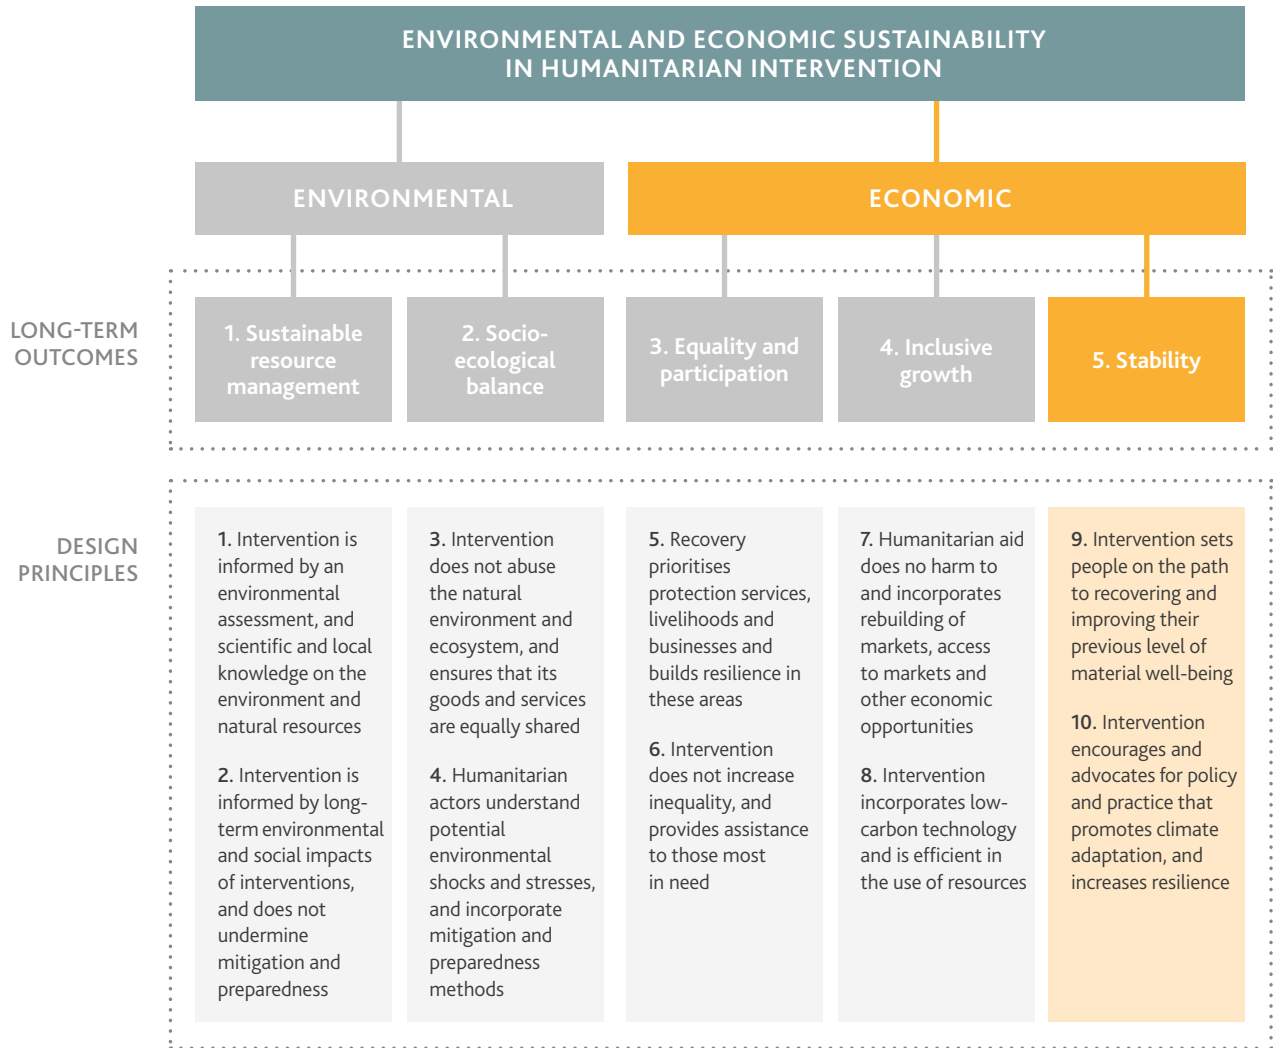 ENVIRONMENTAL AND ECONOMIC SUSTAINABILITY
IN HUMANITARIAN INTERVENTION
ENVIRONMENTAL
ECONOMIC
LONG-TERM
OUTCOMES
1. Sustainable
resource
management
2. Socio-
ecological
balance
3. Equality and
participation
4. Inclusive
growth
5. Stability
DESIGN
PRINCIPLES
1. Intervention is
informed by an
environmental
assessment, and
scientific and local
knowledge on the
environment and
natural resources
2. Intervention is
informed by long-
term environmental
and social impacts
of interventions,
and does not
undermine
mitigation and
preparedness
3. Intervention
does not abuse
the natural
environment and
ecosystem, and
ensures that its
goods and services
are equally shared
4. Humanitarian
actors understand
potential
environmental
shocks and stresses,
and incorporate
mitigation and
preparedness
methods
5. Recovery
prioritises
protection services,
livelihoods and
businesses and
builds resilience in
these areas
6. Intervention
does not increase
inequality, and
provides assistance
to those most
in need
7. Humanitarian aid
does no harm to
and incorporates
rebuilding of
markets, access
to markets and
other economic
opportunities
8. Intervention
incorporates low-
carbon technology
and is efficient in
the use of resources
9. Intervention sets
people on the path
to recovering and
improving their
previous level of
material well-being
10. Intervention
encourages and
advocates for policy
and practice that
promotes climate
adaptation, and
increases resilience